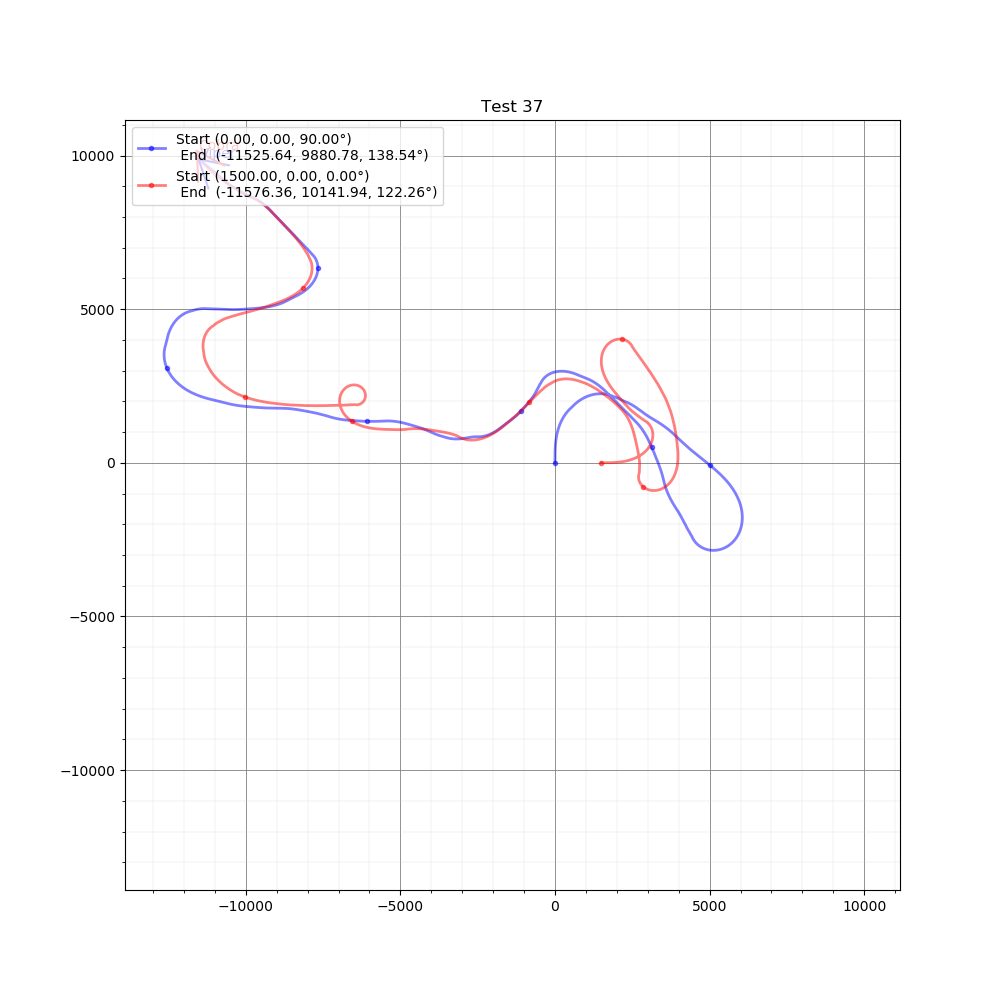 Test 37
Start (0.00, 0.00, 90.00°)
End  (-11525.64, 9880.78, 138.54°)
Start (1500.00, 0.00, 0.00°)
End  (-11576.36, 10141.94, 122.26°)
10000
5000
0
−5000
−10000
−10000
−5000
0
5000
10000